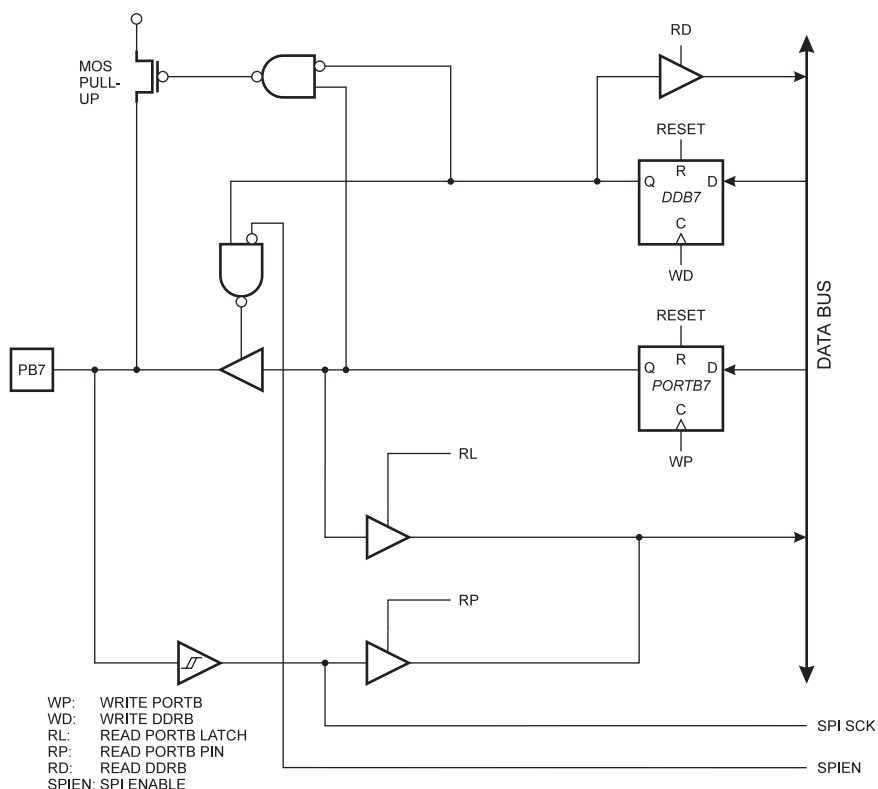 RD
MOS
PULL-
UP
RESET
R
Q
D
DDB7
C
WD
DATA BUS
RESET
PB7
R
Q
D
PORTB7
C
WP
RL
RP
WP: WRITE PORTB
WD: WRITE DDRB
RL: READ PORTB LATCH
RP: READ PORTB PIN
RD: READ DDRB
SPIEN: SPI ENABLE
SPI SCK
SPIEN